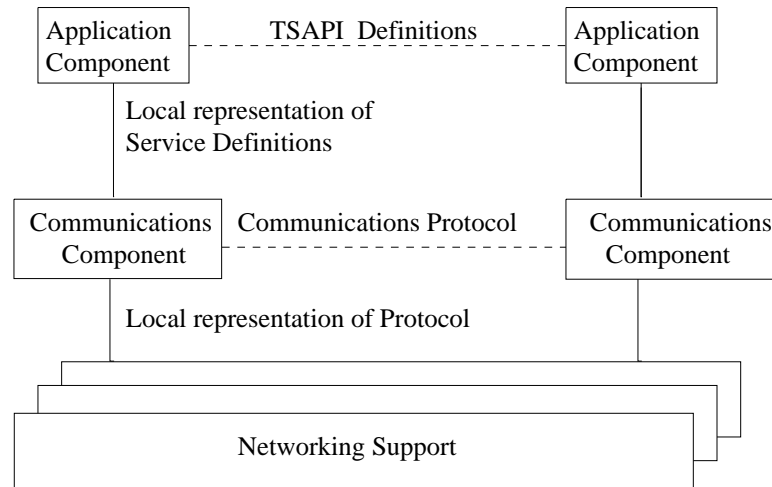 Application
Component
TSAPI Definitions
Application
Component
Local representation of
Service Definitions
Communications
Component
Communications Protocol
Communications
Component
Local representation of Protocol
Networking Support